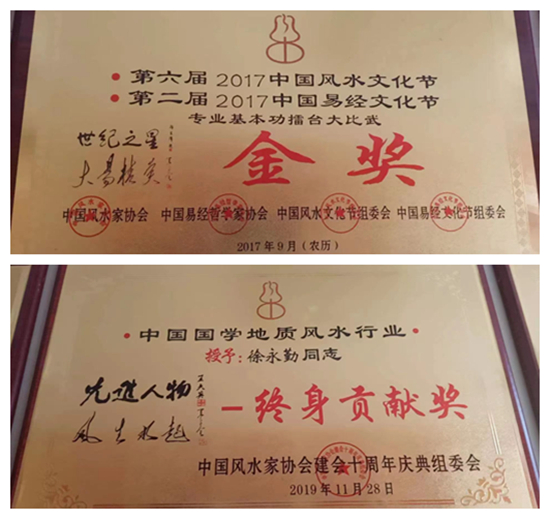 ·第六届2017中国风水文化节
·第二届2017中国易经文化节
专业基本功擂台大比武
世纪之星
大易精英
金奖
中国风水家协会 中国易经哲学家协会 中国风水文化节组委会 中国易经文化节组委会
2017年9月(农历)
·中国国学地质风水行业·
授予:徐永勤同志
先進人物
风生水起
-终身贡献奖
中国风水家协会建会十周年庆典组委会
2019年11月28日